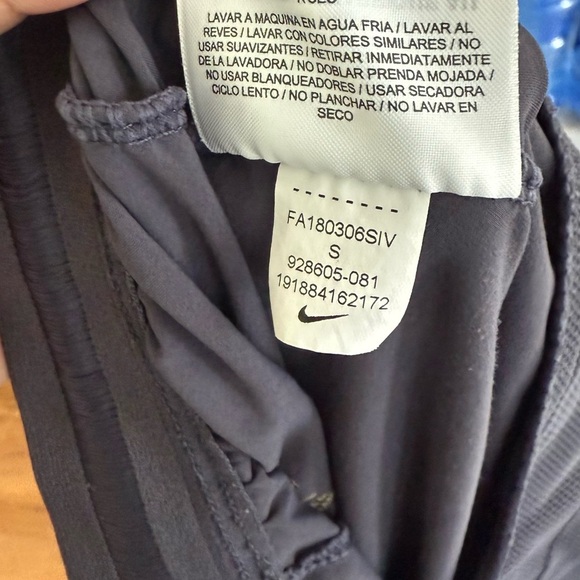 LAVAR A MAQUINA EN AGUA FRIA / LAVAR AL
REVES / LAVAR CON COLORES SIMILARES / NO
USAR SUAVIZANTES / RETIRAR INMEDIATAMENTE
DE LA LAVADORA / NO DOBLAR PRENDA MOJADA /
NO USAR BLANQUEADORES / USAR SECADORA
CICLO LENTO / NO PLANCHAR / NO LAVAR EN
SECO
--------
FA180306SIV
S
928605-081
191884162172